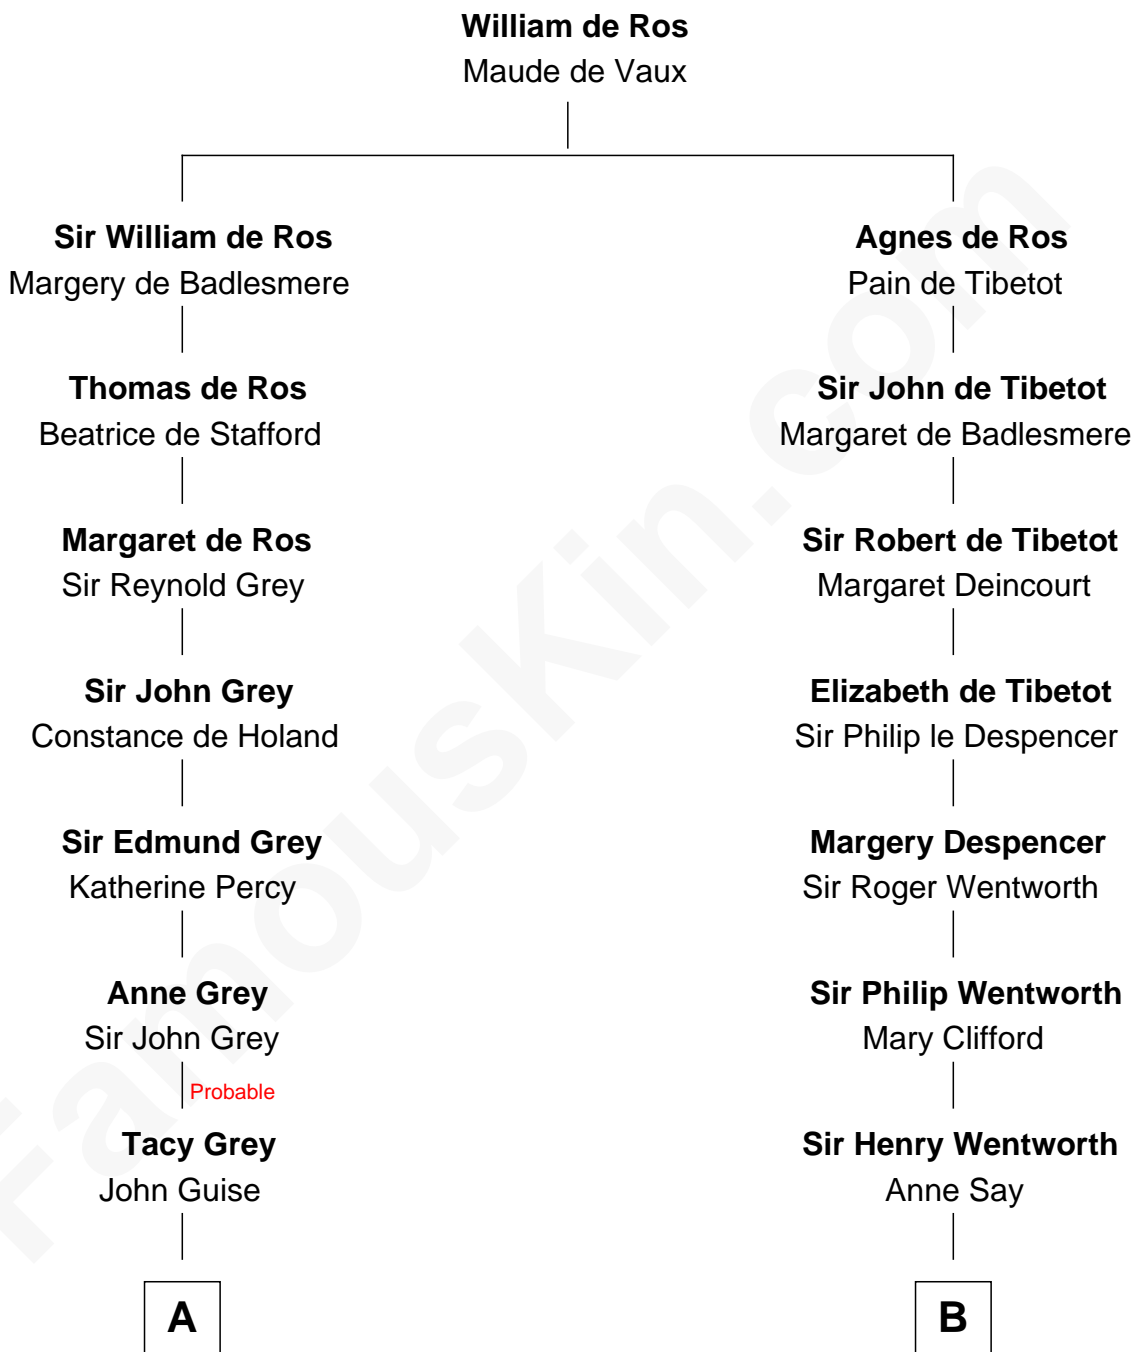 William de Ros
Maude de Vaux
Sir William de Ros
Margery de Badlesmere
Agnes de Ros
Pain de Tibetot
Thomas de Ros
Beatrice de Stafford
Sir John de Tibetot
Margaret de Badlesmere
Margaret de Ros
Sir Reynold Grey
Sir Robert de Tibetot
Margaret Deincourt
Sir John Grey
Constance de Holand
Elizabeth de Tibetot
Sir Philip le Despencer
Sir Edmund Grey
Katherine Percy
Margery Despencer
Sir Roger Wentworth
Anne Grey
Sir John Grey
Sir Philip Wentworth
Mary Clifford
Probable
Tacy Grey
John Guise
Sir Henry Wentworth
Anne Say
A
B
FamousKin.com